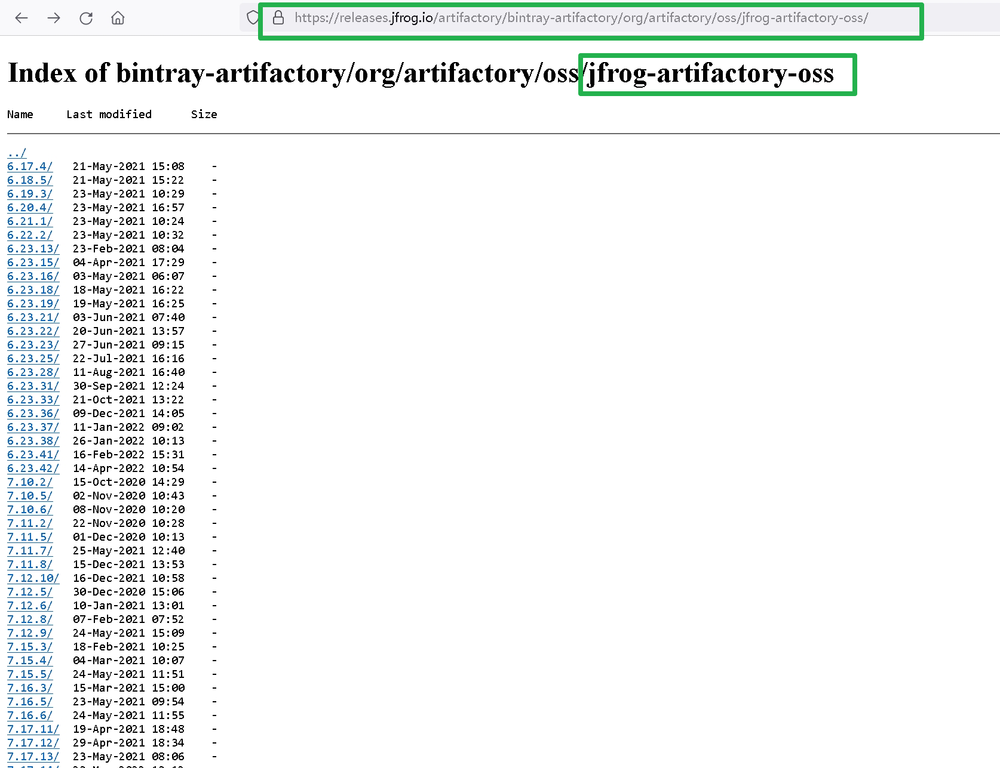 https://releases.jfrog.io/artifactory/bintray-artifactory/org/artifactory/oss/jfrog-artifactory-oss/
Index of bintray-artifactory/org/artifactory/oss/jfrog-artifactory-oss
Name Last modified Size
../
6.17.4/ 21-May-2021 15:08 -
6.18.5/ 21-May-2021 15:22 -
6.19.3/ 23-May-2021 10:29 -
6.20.4/ 23-May-2021 16:57 -
6.21.1/ 23-May-2021 10:24 -
6.22.2/ 23-May-2021 10:32 -
6.23.13/ 23-Feb-2021 08:04 -
6.23.15/ 04-Apr-2021 17:29 -
6.23.16/ 03-May-2021 06:07 -
6.23.18/ 18-May-2021 16:22 -
6.23.19/ 19-May-2021 16:25 -
6.23.21/ 03-Jun-2021 07:40 -
6.23.22/ 20-Jun-2021 13:57 -
6.23.23/ 27-Jun-2021 09:15 -
6.23.25/ 22-Jul-2021 16:16 -
6.23.28/ 11-Aug-2021 16:40 -
6.23.31/ 30-Sep-2021 12:24 -
6.23.33/ 21-Oct-2021 13:22 -
6.23.36/ 09-Dec-2021 14:05 -
6.23.37/ 11-Jan-2022 09:02 -
6.23.38/ 26-Jan-2022 10:13 -
6.23.41/ 16-Feb-2022 15:31 -
6.23.42/ 14-Apr-2022 10:54 -
7.10.2/ 15-Oct-2020 14:29 -
7.10.5/ 02-Nov-2020 10:43 -
7.10.6/ 08-Nov-2020 10:20 -
7.11.2/ 22-Nov-2020 10:28 -
7.11.5/ 01-Dec-2020 10:13 -
7.11.7/ 25-May-2021 12:40 -
7.11.8/ 15-Dec-2021 13:53 -
7.12.10/ 16-Dec-2021 10:58 -
7.12.5/ 30-Dec-2020 15:06 -
7.12.6/ 10-Jan-2021 13:01 -
7.12.8/ 07-Feb-2021 07:52 -
7.12.9/ 24-May-2021 15:09 -
7.15.3/ 18-Feb-2021 10:25 -
7.15.4/ 04-Mar-2021 10:07 -
7.15.5/ 24-May-2021 11:51 -
7.16.3/ 15-Mar-2021 15:00 -
7.16.5/ 23-May-2021 09:54 -
7.16.6/ 24-May-2021 11:55 -
7.17.11/ 19-Apr-2021 18:48 -
7.17.12/ 29-Apr-2021 18:34 -
7.17.13/ 23-May-2021 08:06 -